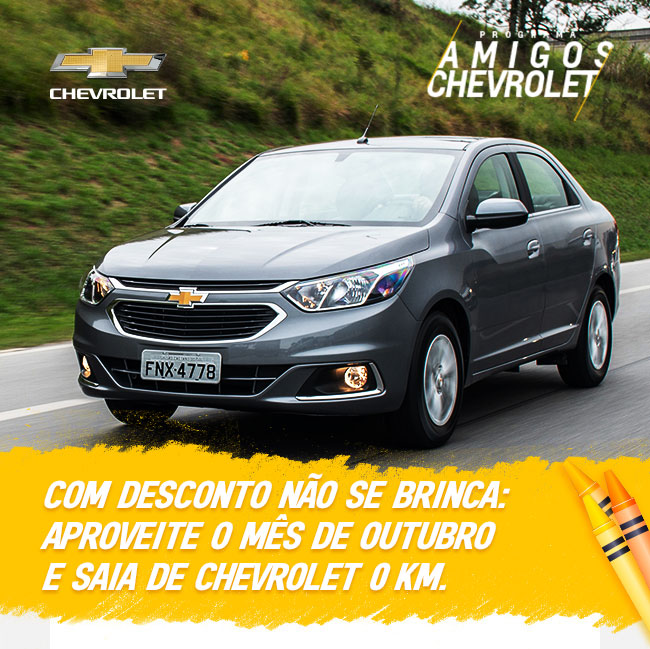 CHEVROLET
PROGRAMA
AMIGOS
CHEVROLET
FNX-4778
COM DESCONTO NÃO SE BRINCA:
APROVEITE O MÊS DE OUTUBRO
E SAIA DE CHEVROLET 0 KM.